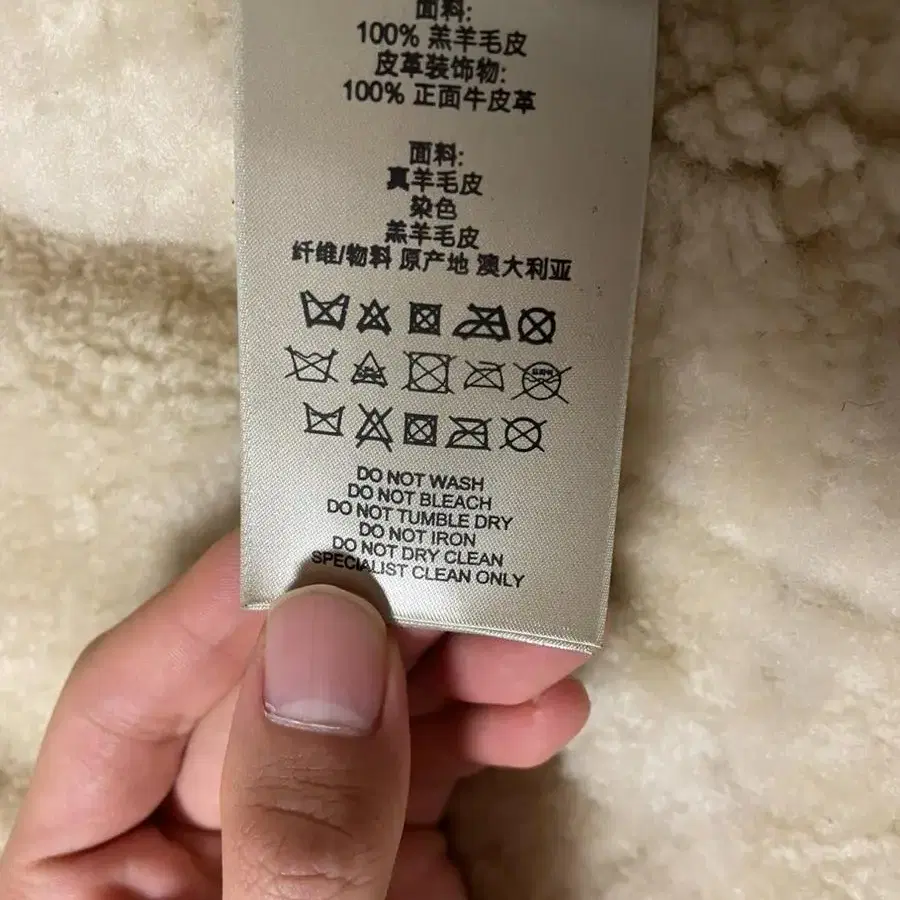 面料:
100% 羔羊毛皮
皮革装饰物:
100% 正面牛皮革
面料:
真羊毛皮
染色
羔羊毛皮
纤维/物料 原产地 澳大利亚
DO NOT WASH
DO NOT BLEACH
DO NOT TUMBLE DRY
DO NOT IRON
DO NOT DRY CLEAN
SPECIALIST CLEAN ONLY